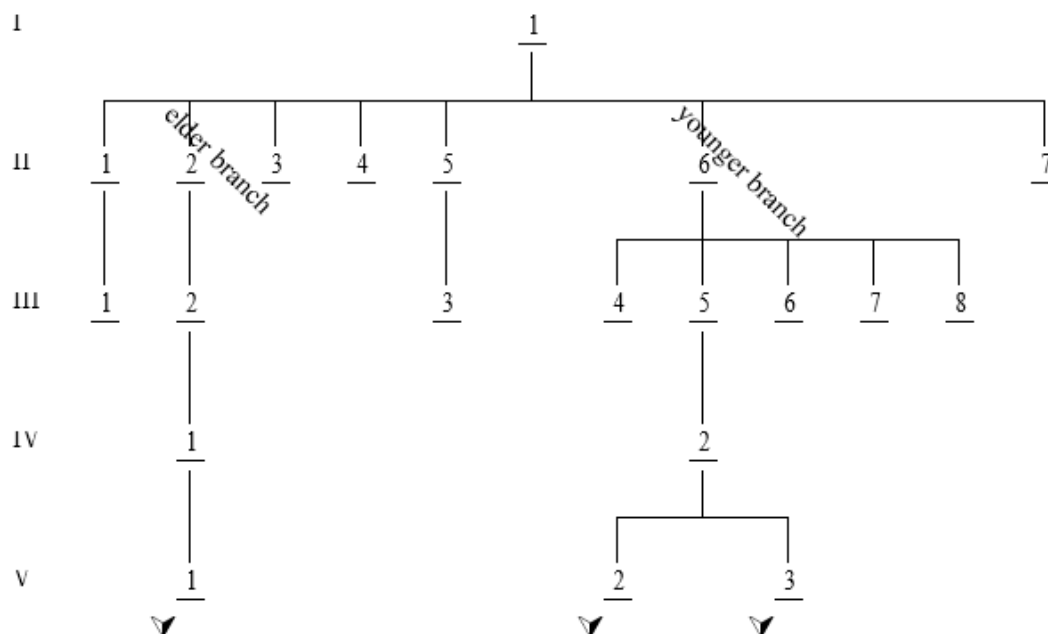 I 1
elder branch
younger branch
II 1 2 3 4 5 6 7
III 1 2 3 4 5 6 7 8
IV 1 2
V 1 2 3